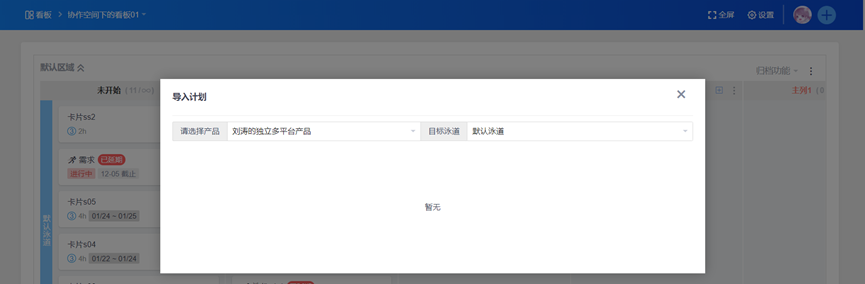 看板 协作空间下的看板01 全屏 设置
默认区域 归档功能
未开始 (11/∞) 主列1 (0
导入计划
请选择产品 刘涛的独立多平台产品 目标泳道 默认泳道
暂无
卡片ss2
2h
需求 已延期
进行中 12-05 截止
卡片s05
4h 01/24 ~ 01/25
卡片s04
4h 01/22 ~ 01/24
默认泳道